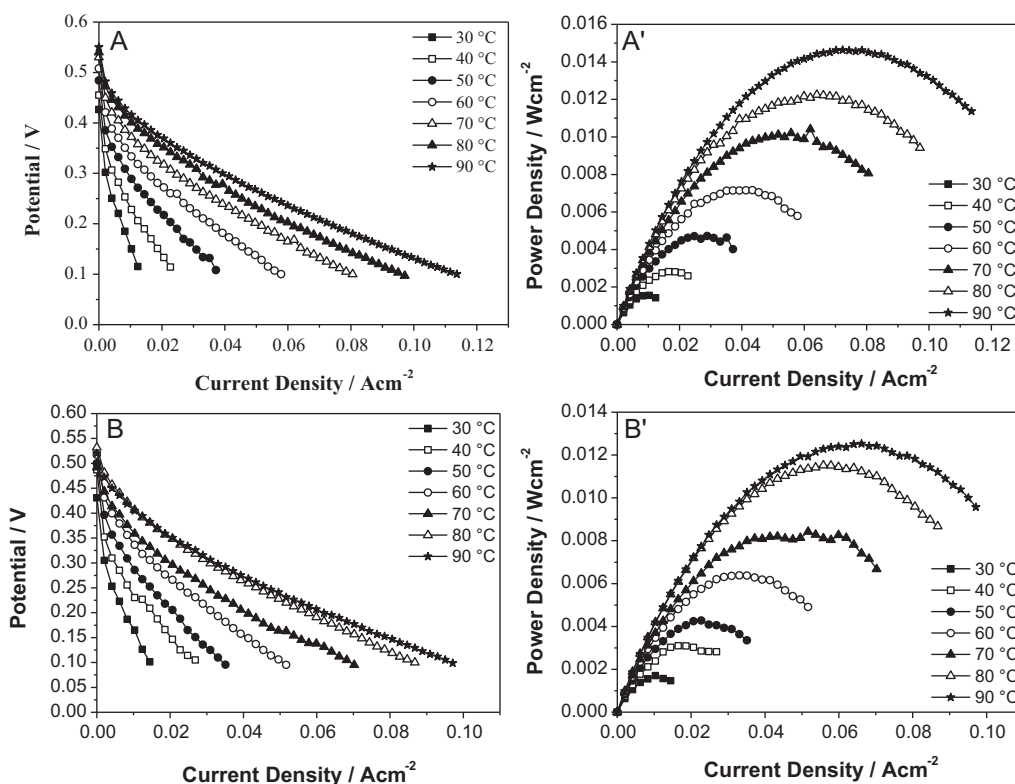 A
0.6
0.5
0.4
0.3
0.2
0.1
0.0
Potential / V
0.00 0.02 0.04 0.06 0.08 0.10 0.12
Current Density / Acm-2
30 °C
40 °C
50 °C
60 °C
70 °C
80 °C
90 °C
A'
0.016
0.014
0.012
0.010
0.008
0.006
0.004
0.002
0.000
Power Density / Wcm-2
0.00 0.02 0.04 0.06 0.08 0.10 0.12
Current Density / Acm-2
30 °C
40 °C
50 °C
60 °C
70 °C
80 °C
90 °C
B
0.60
0.55
0.50
0.45
0.40
0.35
0.30
0.25
0.20
0.15
0.10
0.05
0.00
Potential / V
0.00 0.02 0.04 0.06 0.08 0.10
Current Density / Acm-2
30 °C
40 °C
50 °C
60 °C
70 °C
80 °C
90 °C
B'
0.014
0.012
0.010
0.008
0.006
0.004
0.002
0.000
Power Density / Wcm-2
0.00 0.02 0.04 0.06 0.08 0.10
Current Density / Acm-2
30 °C
40 °C
50 °C
60 °C
70 °C
80 °C
90 °C